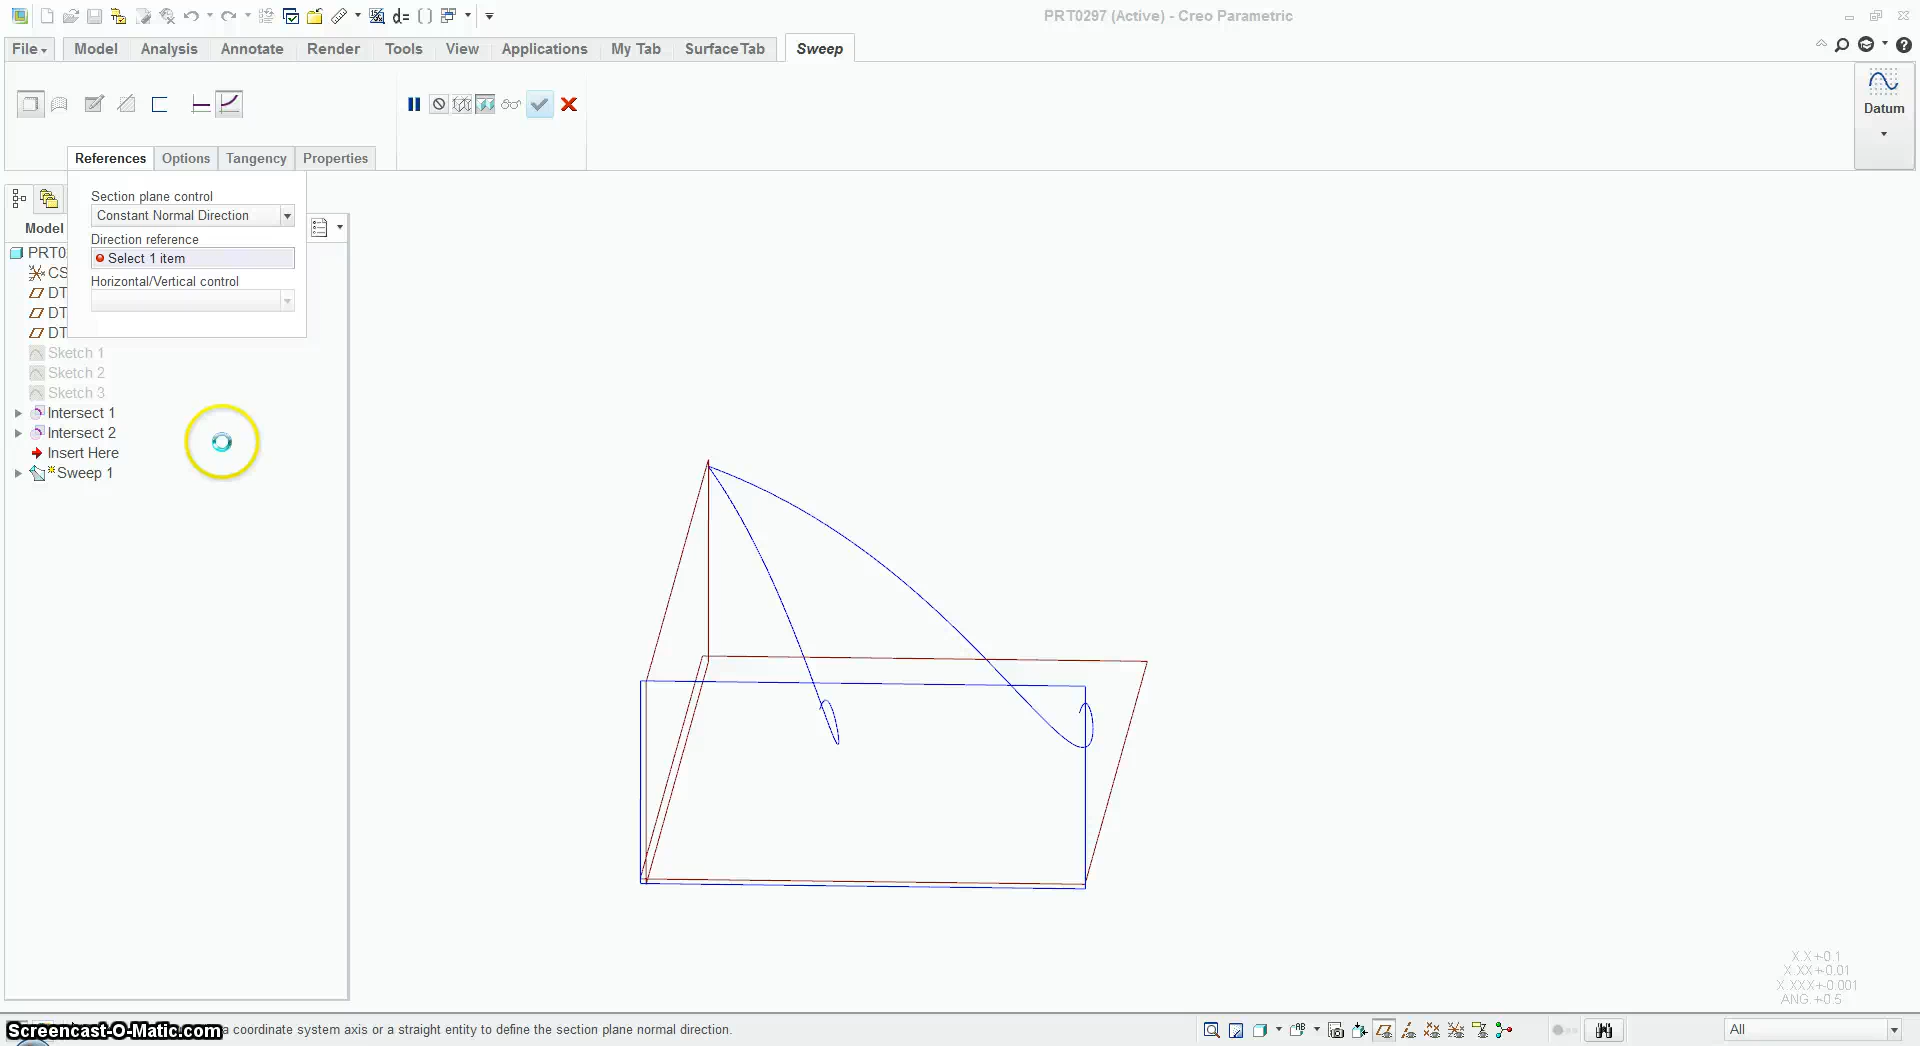 PRT0297 (Active) - Creo Parametric
File
Model
Analysis
Annotate
Render
Tools
View
Applications
My Tab
Surface Tab
Sweep
Datum
References
Options
Tangency
Properties
Section plane control
Constant Normal Direction
Direction reference
Select 1 item
Horizontal/Vertical control
Model
PRT0
CS
DT
DT
DT
Sketch 1
Sketch 2
Sketch 3
Intersect 1
Intersect 2
Insert Here
Sweep 1
X.X+-0.1
X.XX+-0.01
X.XXX+-0.001
ANG.+-0.5
Screencast-O-Matic.com
a coordinate system axis or a straight entity to define the section plane normal direction.
All